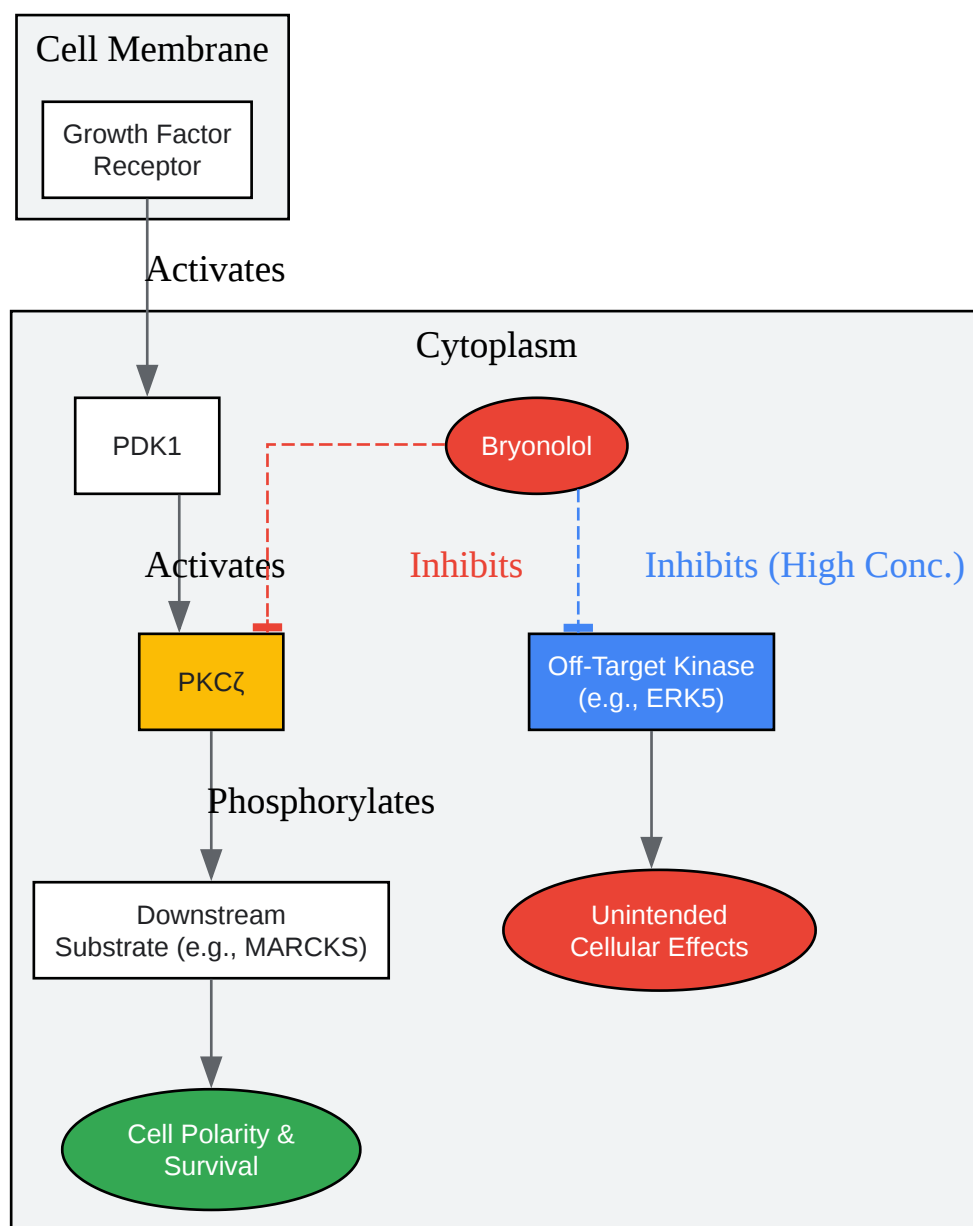 Cell Membrane
Growth Factor
Receptor
Activates
Cytoplasm
PDK1
Bryonolol
Activates
Inhibits
Inhibits (High Conc.)
PKCζ
Off-Target Kinase
(e.g., ERK5)
Phosphorylates
Downstream
Substrate (e.g., MARCKS)
Unintended
Cellular Effects
Cell Polarity &
Survival